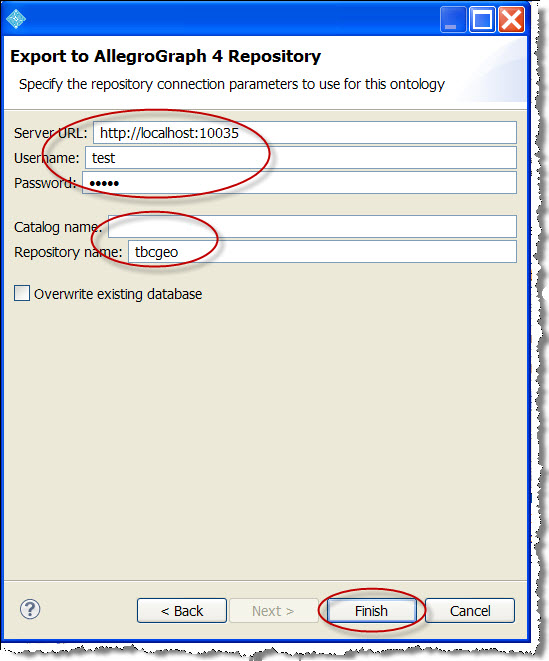 Export to AllegroGraph 4 Repository
Specify the repository connection parameters to use for this ontology
Server URL: http://localhost:10035
Username: test
Password: •••••
Catalog name:
Repository name: tbcgeo
Overwrite existing database
? < Back Next > Finish Cancel